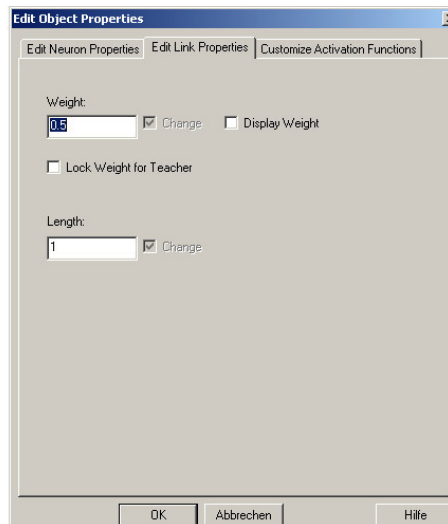 Edit Object Properties
Edit Neuron Properties Edit Link Properties Customize Activation Functions
Weight:
0.5 Change Display Weight
Lock Weight for Teacher
Length:
1 Change
OK Abbrechen Hilfe